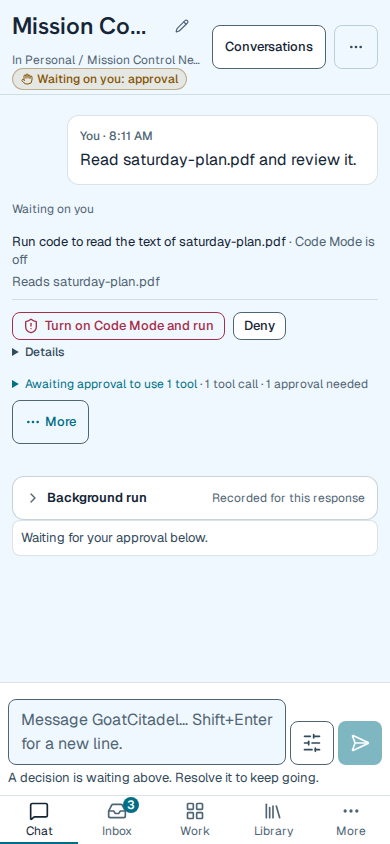 Mission Co...
Conversations
In Personal / Mission Control Ne...
Waiting on you: approval
You · 8:11 AM
Read saturday-plan.pdf and review it.
Waiting on you
Run code to read the text of saturday-plan.pdf · Code Mode is
off
Reads saturday-plan.pdf
Turn on Code Mode and run
Deny
Details
Awaiting approval to use 1 tool · 1 tool call · 1 approval needed
More
Background run
Recorded for this response
Waiting for your approval below.
Message GoatCitadel... Shift+Enter
for a new line.
A decision is waiting above. Resolve it to keep going.
3
Chat
Inbox
Work
Library
More